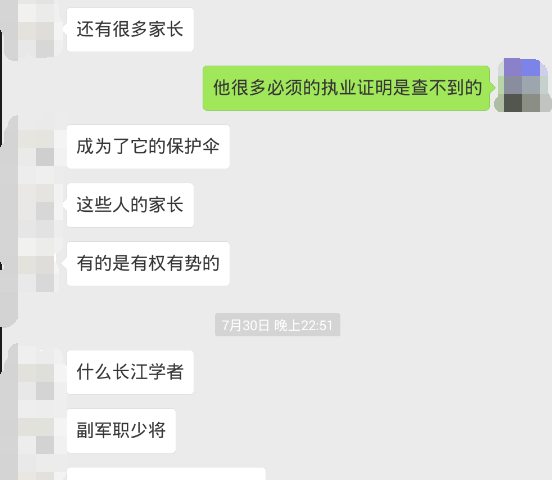 还有很多家长
他很多必须的执业证明是查不到的
成为了它的保护伞
这些人的家长
有的是有权有势的
7月30日 晚上22:51
什么长江学者
副军职少将